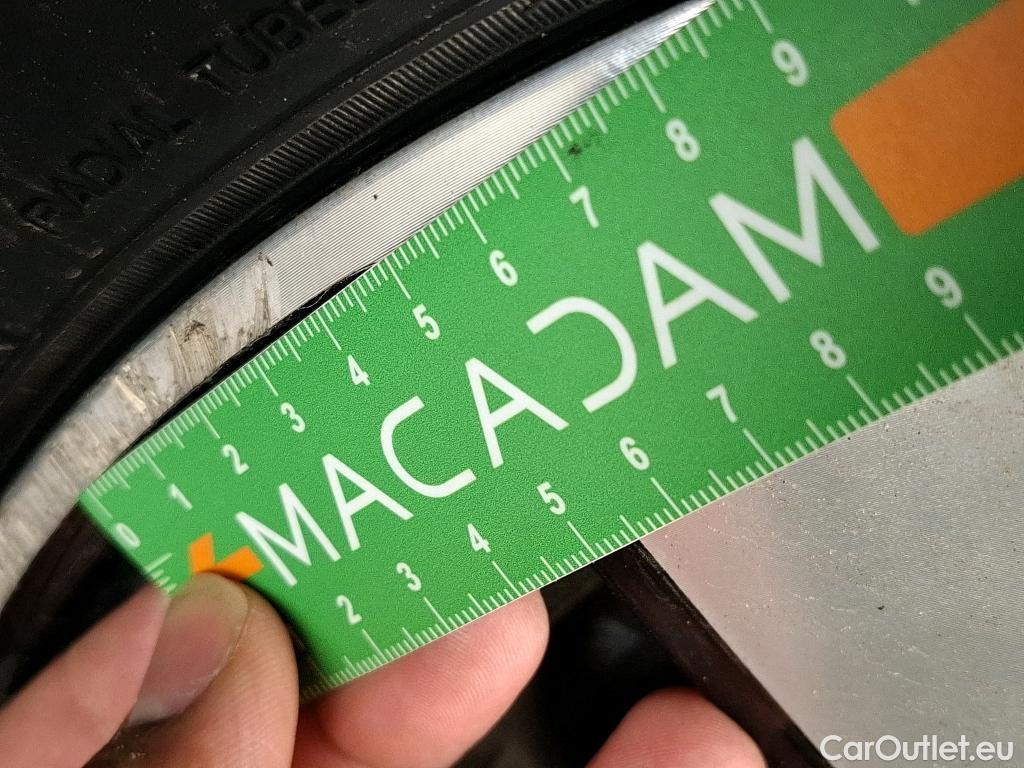 RADIAL TUBE
0 1 2 3 4 5 6 7 8 9
MACADAM
2 3 4 5 6 7 8 9
CarOutlet.eu